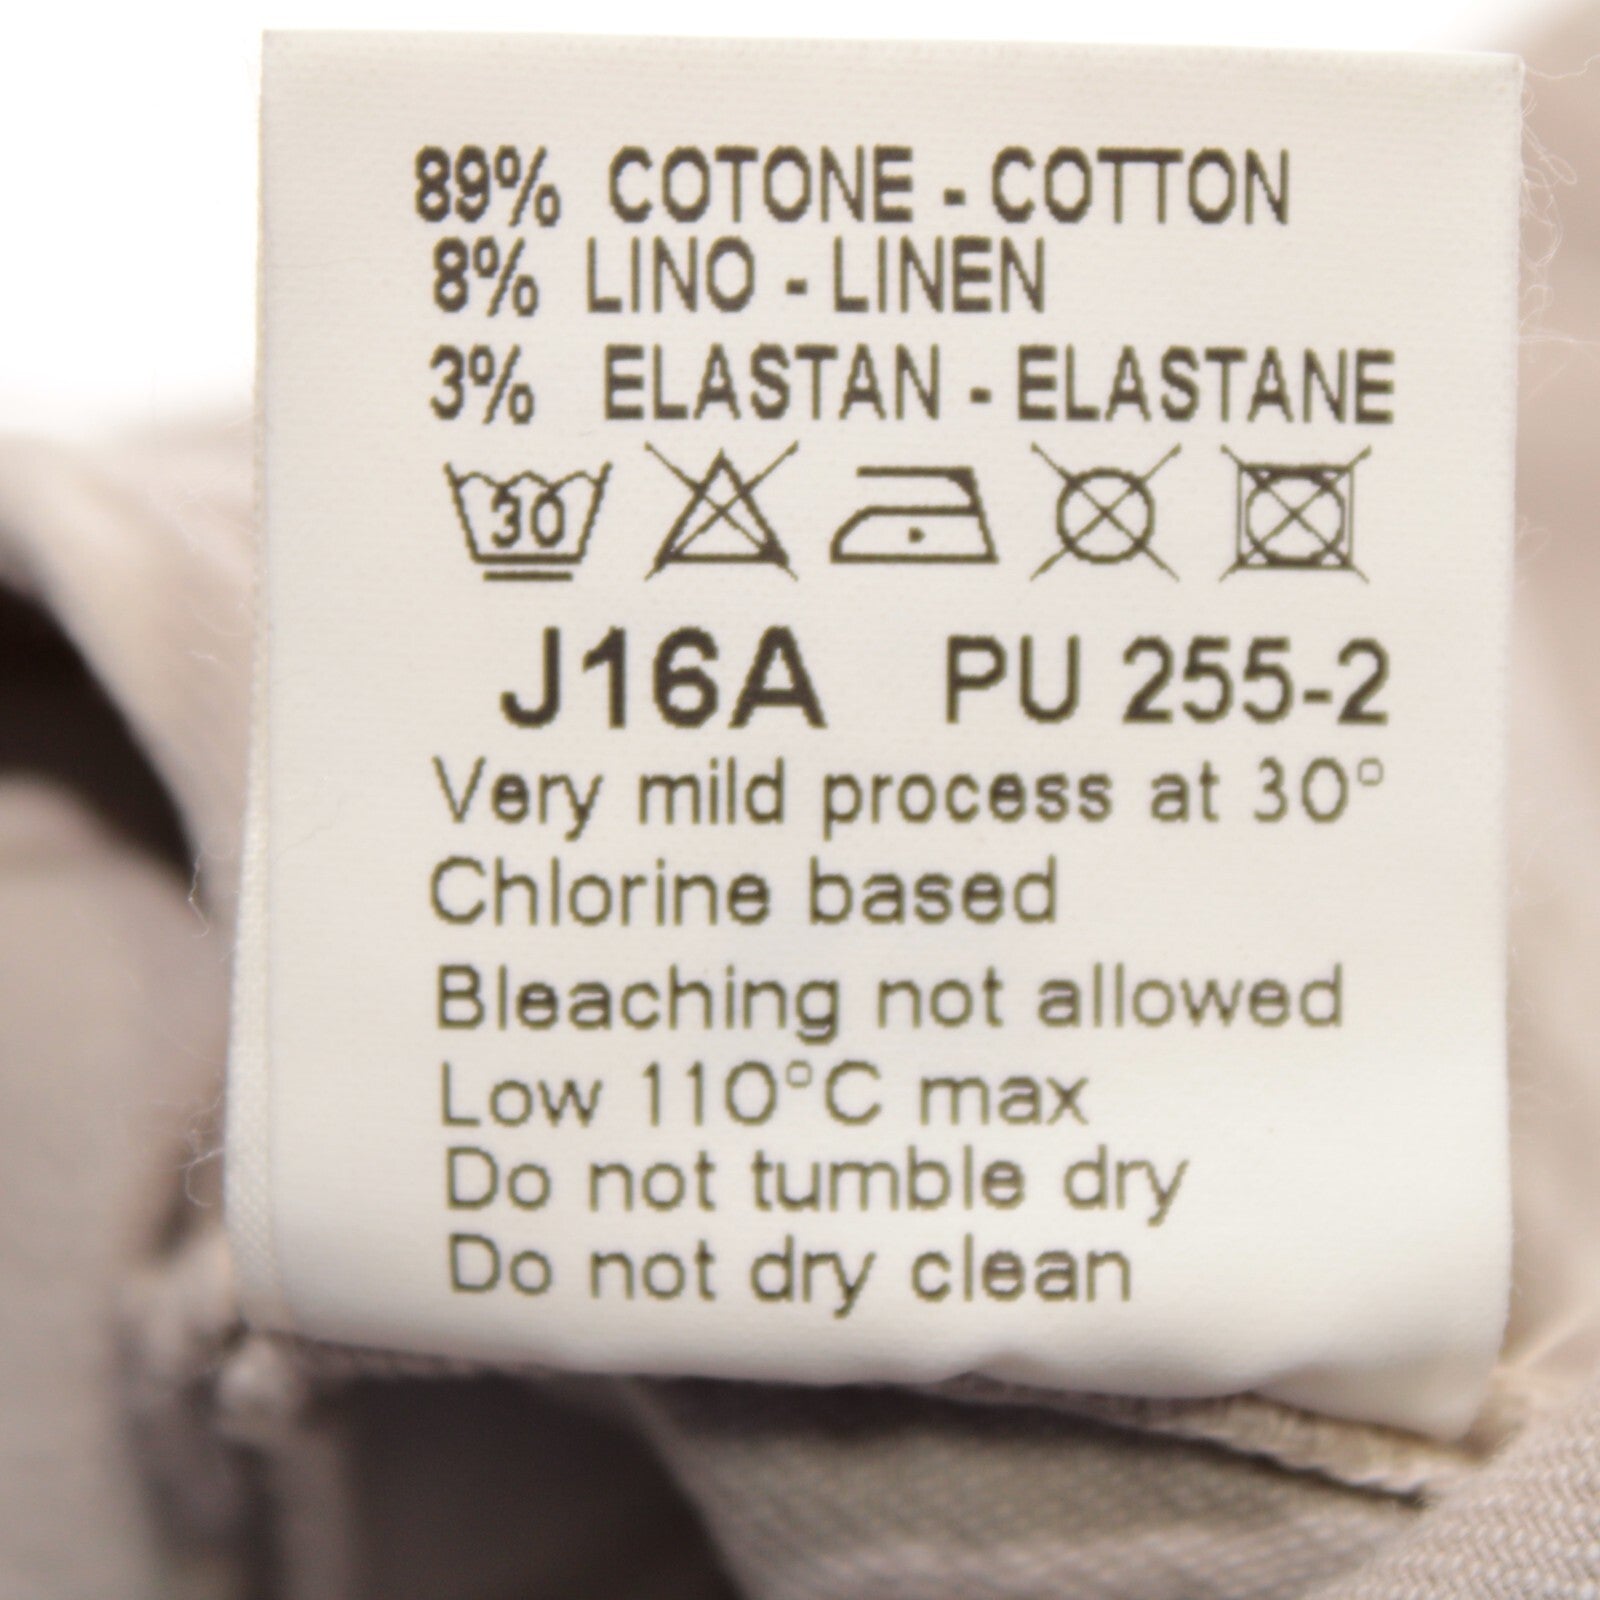 89% COTONE - COTTON
8% LINO - LINEN
3% ELASTAN - ELASTANE
30
J16A PU 255-2
Very mild process at 30°
Chlorine based
Bleaching not allowed
Low 110°C max
Do not tumble dry
Do not dry clean